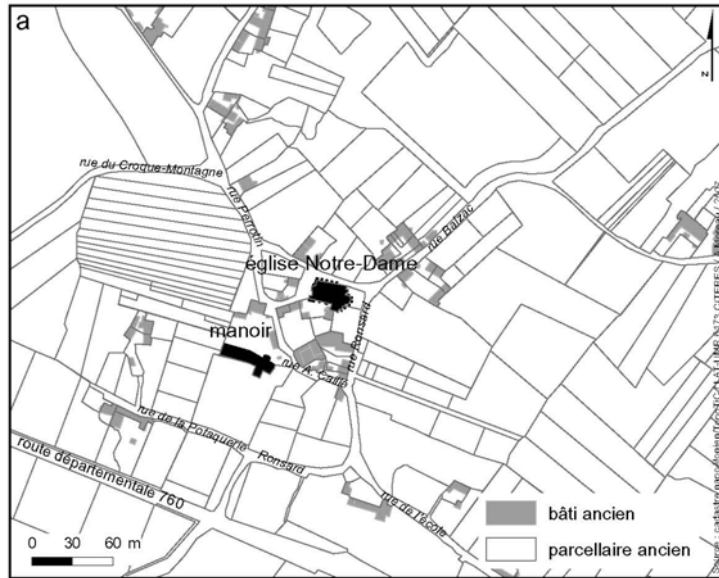 a
N
rue du Croque-Montagne
rue Perrotin
rue Balzac
église Notre-Dame
manoir
rue Ronsard
rue A. Caillé
rue de la Potaquerie
Ronsard
route départementale 760
rue de l'école
bâti ancien
parcellaire ancien
0 30 60 m